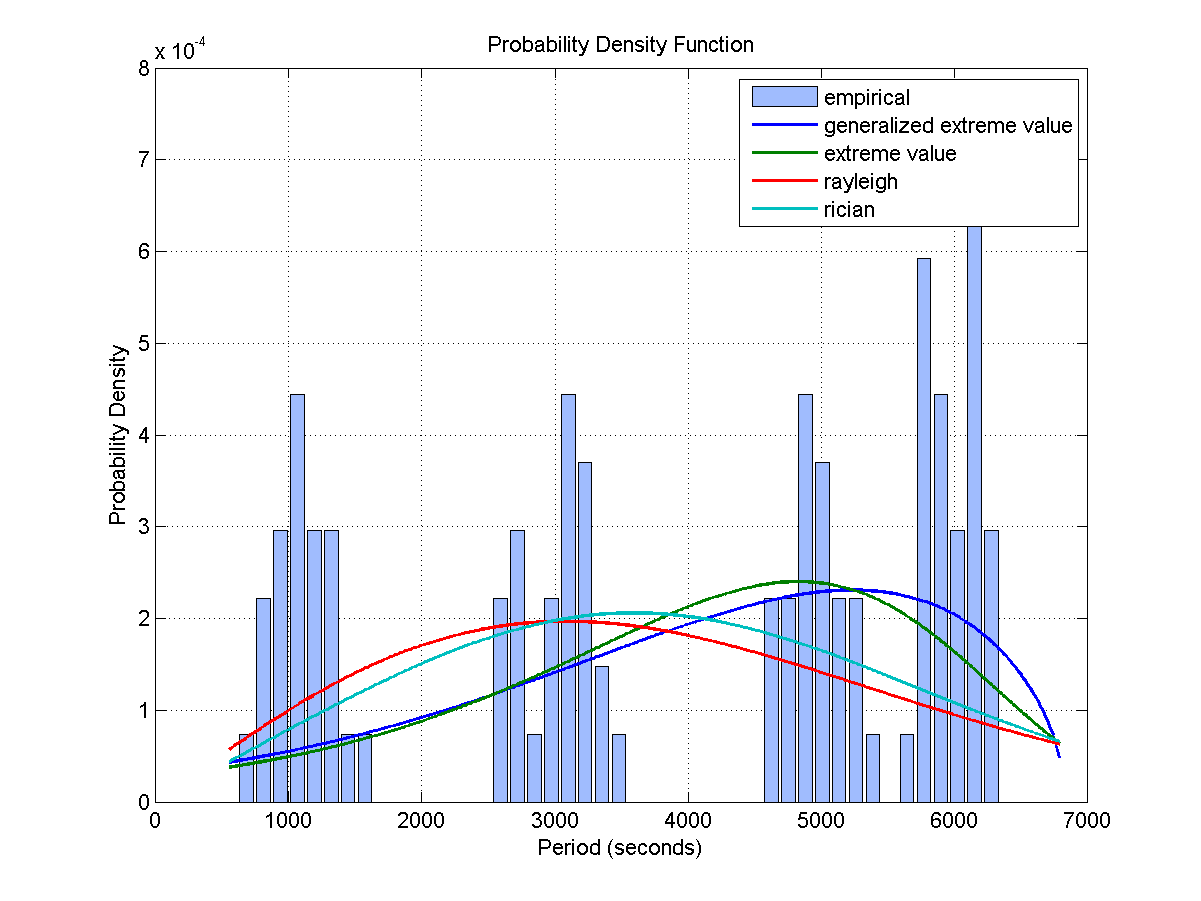 Probability Density Function
x 10^-4
8
7
6
5
4
3
2
1
0
empirical
generalized extreme value
extreme value
rayleigh
rician
Probability Density
0 1000 2000 3000 4000 5000 6000 7000
Period (seconds)